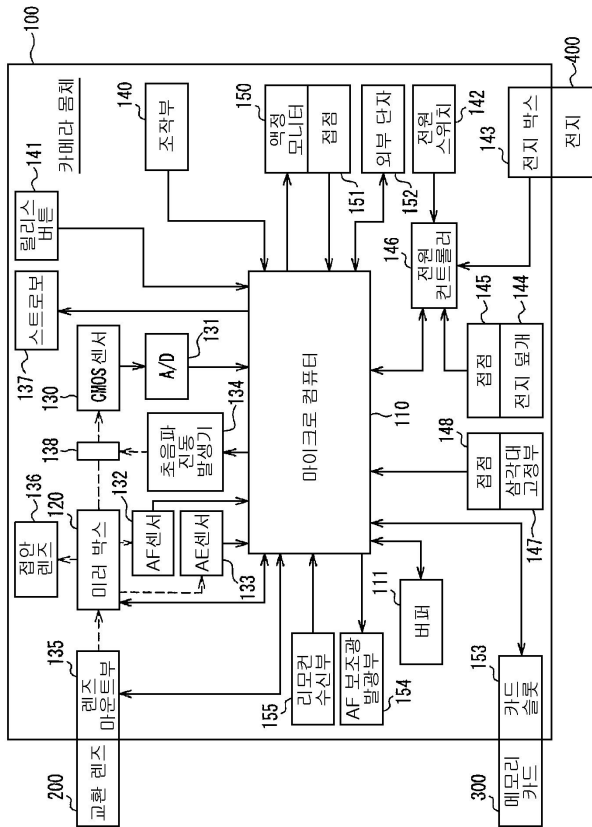 100
카메라 몸체
200
교환 렌즈
135
렌즈
마운트부
136
접안
렌즈
120
미러 박스
138
130
CMOS 센서
137
스트로보
141
릴리스
버튼
140
조작부
132
AF센서
AE센서
133
초음파
진동
발생기
134
A/D
131
150
액정
모니터
접점
151
외부 단자
152
전원
스위치
142
마이크로 컴퓨터
110
146
전원
컨트롤러
155
리모컨
수신부
AF 보조광
발광부
154
111
버퍼
148
접점
삼각대
고정부
147
접점
145
전지 덮개
144
143
전지 박스
전지
400
300
메모리
카드
카드
슬롯
153